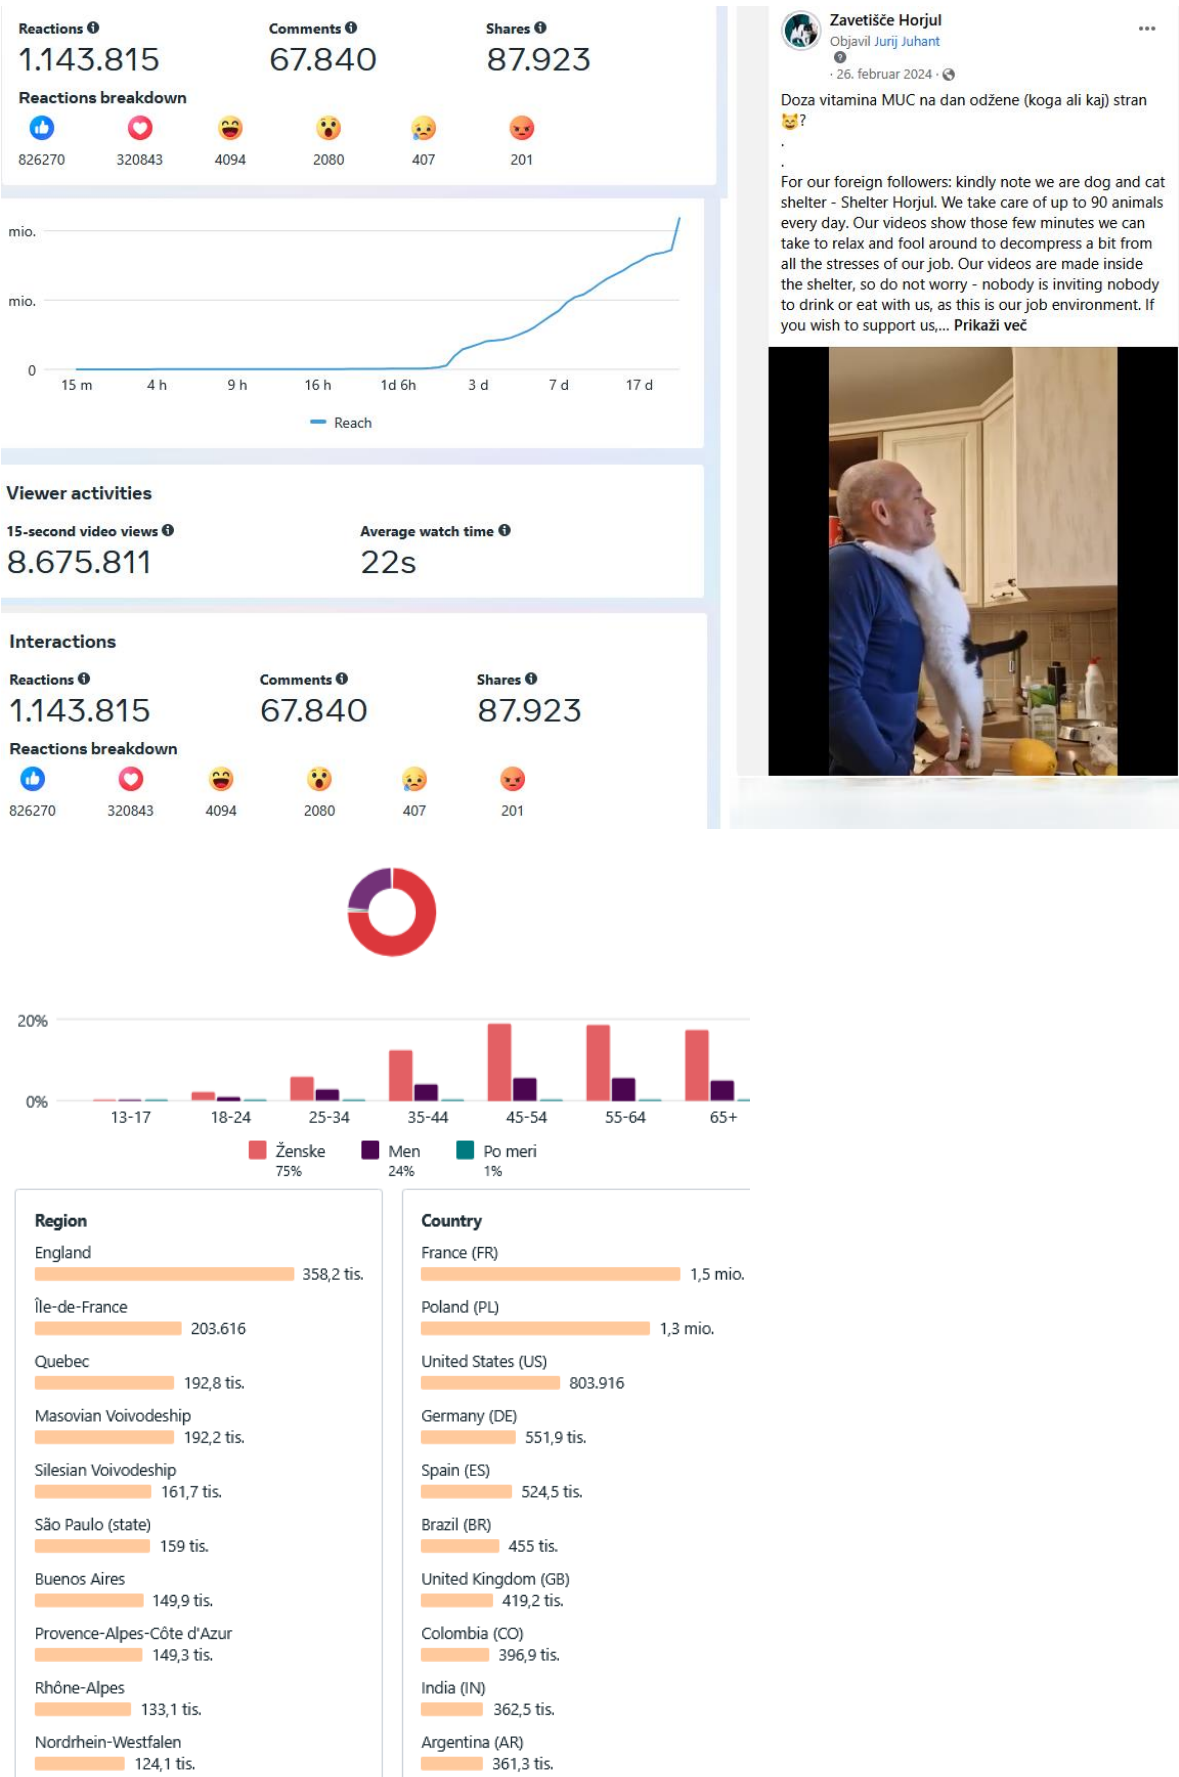 Reactions
Comments
Shares
1.143.815
67.840
87.923
Reactions breakdown
826270
320843
4094
2080
407
201
mio.
mio.
0
15 m
4 h
9 h
16 h
1d 6h
3 d
7 d
17 d
Reach
Viewer activities
15-second video views
Average watch time
8.675.811
22s
Interactions
Reactions
Comments
Shares
1.143.815
67.840
87.923
Reactions breakdown
826270
320843
4094
2080
407
201
Zavetišče Horjul
Objavil Jurij Juhant
· 26. februar 2024 ·
Doza vitamina MUC na dan odžene (koga ali kaj) stran
😺?
.
.
For our foreign followers: kindly note we are dog and cat
shelter - Shelter Horjul. We take care of up to 90 animals
every day. Our videos show those few minutes we can
take to relax and fool around to decompress a bit from
all the stresses of our job. Our videos are made inside
the shelter, so do not worry - nobody is inviting nobody
to drink or eat with us, as this is our job environment. If
you wish to support us,... Prikaži več
20%
0%
13-17
18-24
25-34
35-44
45-54
55-64
65+
Ženske
75%
Men
24%
Po meri
1%
Region
England
358,2 tis.
Île-de-France
203.616
Quebec
192,8 tis.
Masovian Voivodeship
192,2 tis.
Silesian Voivodeship
161,7 tis.
São Paulo (state)
159 tis.
Buenos Aires
149,9 tis.
Provence-Alpes-Côte d'Azur
149,3 tis.
Rhône-Alpes
133,1 tis.
Nordrhein-Westfalen
124,1 tis.
Country
France (FR)
1,5 mio.
Poland (PL)
1,3 mio.
United States (US)
803.916
Germany (DE)
551,9 tis.
Spain (ES)
524,5 tis.
Brazil (BR)
455 tis.
United Kingdom (GB)
419,2 tis.
Colombia (CO)
396,9 tis.
India (IN)
362,5 tis.
Argentina (AR)
361,3 tis.